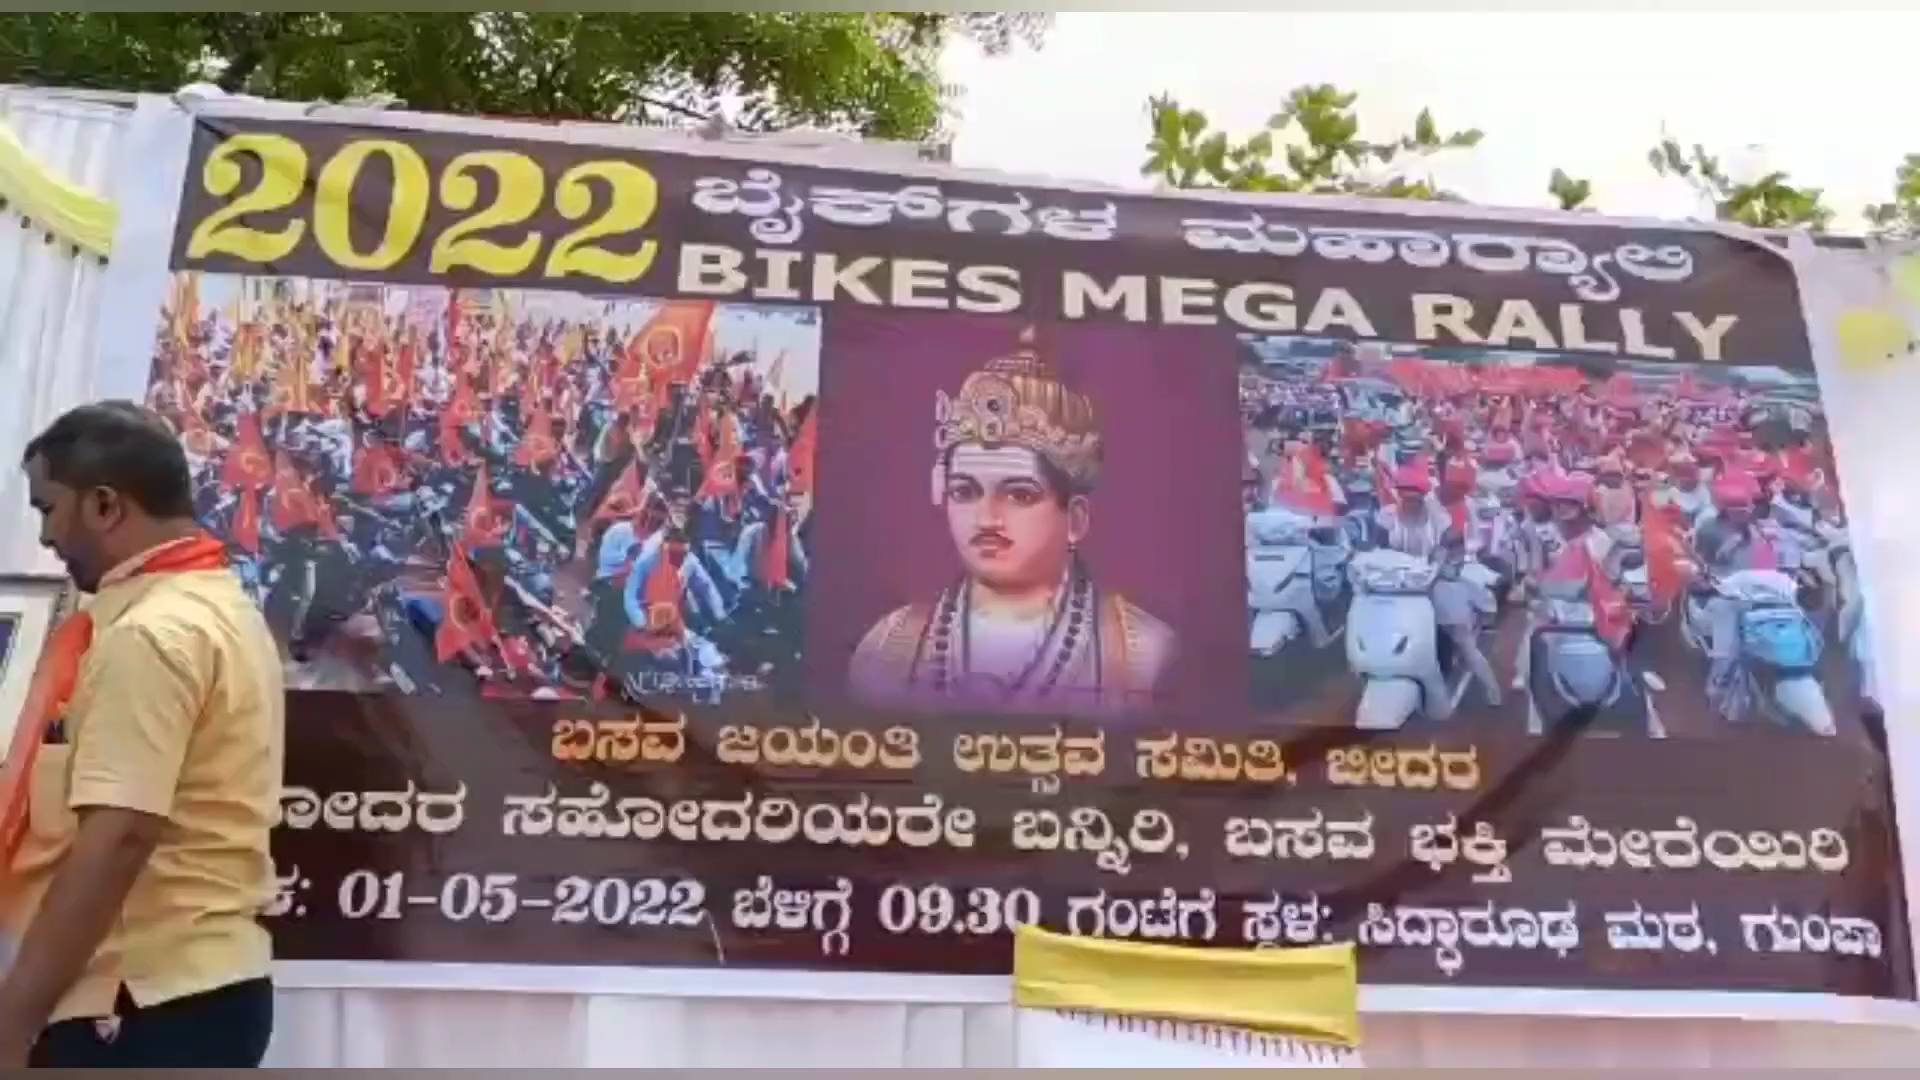 2022 ಬೈಕ್‌ಗಳ ಮಹಾರ‍್ಯಾಲಿ
BIKES MEGA RALLY
ಬಸವ ಜಯಂತಿ ಉತ್ಸವ ಸಮಿತಿ, ಬೀದರ
ಸಹೋದರಿಯರೇ ಬನ್ನಿರಿ, ಬಸವ ಭಕ್ತಿ ಮೇರೆಯಿರಿ
01-05-2022 ಬೆಳಿಗ್ಗೆ 09.30 ಗಂಟೆಗೆ ಸ್ಥಳ: ಸಿದ್ಧಾರೂಢ ಮಠ, ಗುಂಪಾ